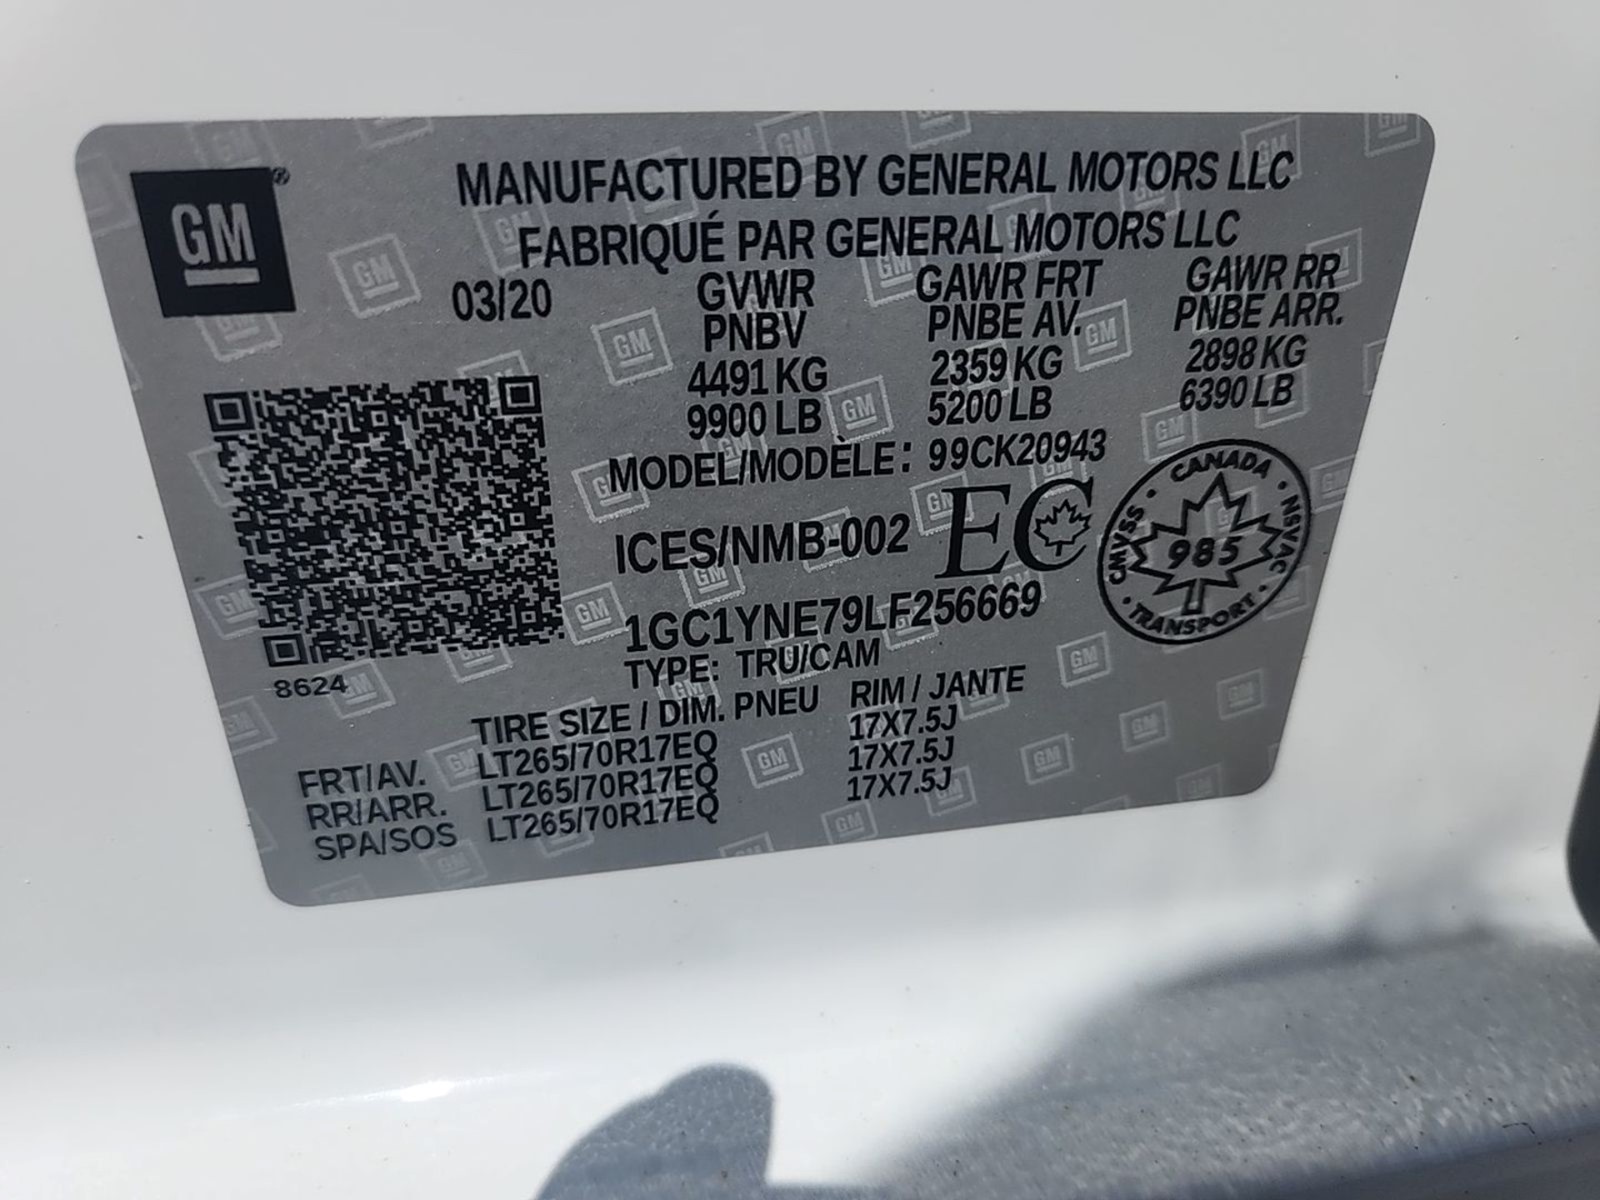 GM
MANUFACTURED BY GENERAL MOTORS LLC
FABRIQUÉ PAR GENERAL MOTORS LLC
03/20 GVWR GAWR FRT GAWR RR
PNBV PNBE AV. PNBE ARR.
4491 KG 2359 KG 2898 KG
9900 LB 5200 LB 6390 LB
MODEL/MODÈLE: 99CK20943
ICES/NMB-002 EC
CANADA
CMVSS 985 NSVAC
TRANSPORT
1GC1YNE79LF256669
TYPE: TRU/CAM
8624
TIRE SIZE / DIM. PNEU RIM / JANTE
FRT/AV. LT265/70R17EQ 17X7.5J
RR/ARR. LT265/70R17EQ 17X7.5J
SPA/SOS LT265/70R17EQ 17X7.5J